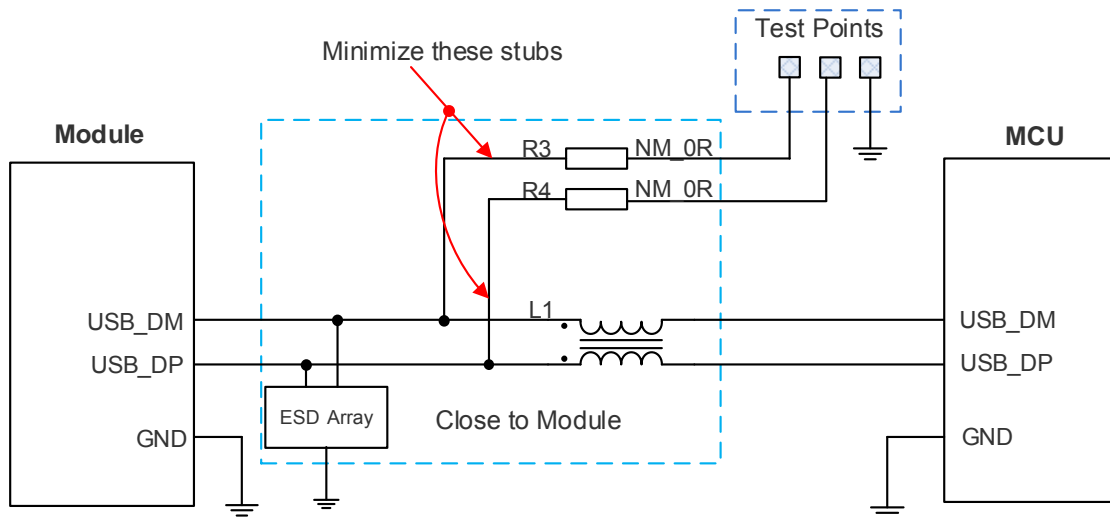 Test Points
Minimize these stubs
Module
MCU
R3
NM_0R
R4
NM_0R
L1
USB_DM
USB_DM
USB_DP
USB_DP
ESD Array
Close to Module
GND
GND